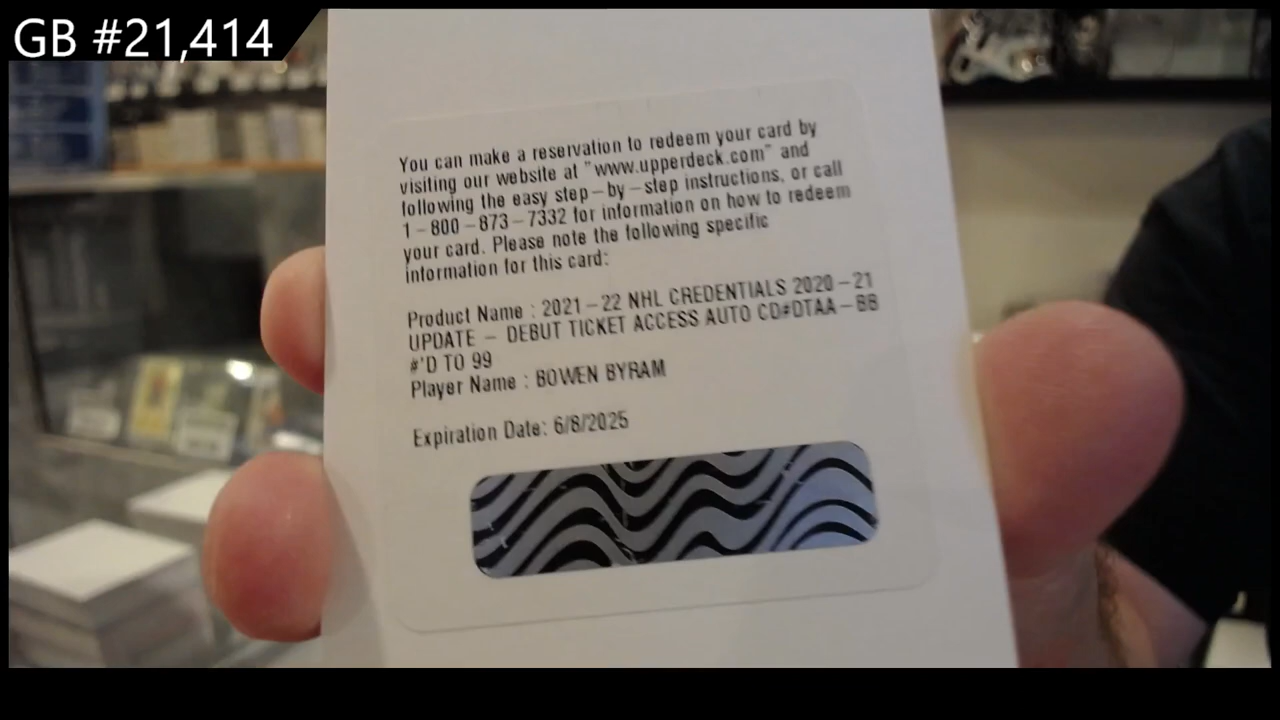 GB #21,414
You can make a reservation to redeem your card by
visiting our website at "www.upperdeck.com" and
following the easy step-by-step instructions, or call
1-800-873-7332 for information on how to redeem
your card. Please note the following specific
information for this card:
Product Name : 2021-22 NHL CREDENTIALS 2020-21
UPDATE - DEBUT TICKET ACCESS AUTO CD#DTAA-BB
#'D TO 99
Player Name : BOWEN BYRAM
Expiration Date: 6/8/2025